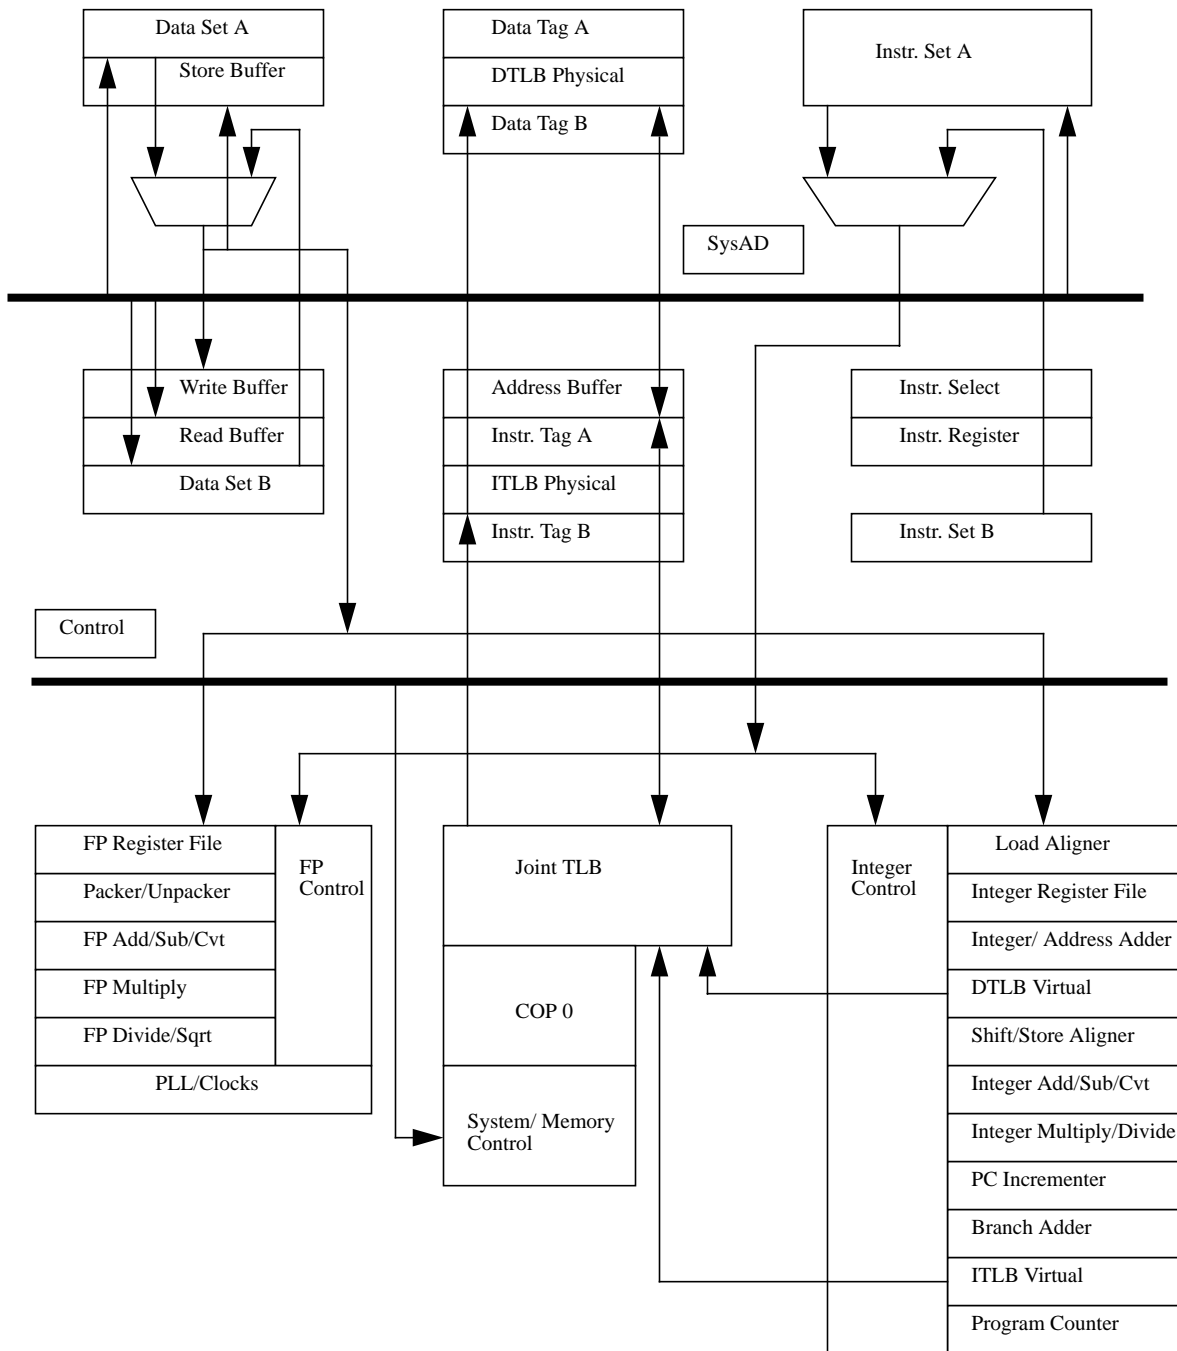 Data Set A
Store Buffer
Data Tag A
DTLB Physical
Data Tag B
Instr. Set A
SysAD
Write Buffer
Read Buffer
Data Set B
Address Buffer
Instr. Tag A
ITLB Physical
Instr. Tag B
Instr. Select
Instr. Register
Instr. Set B
Control
FP Register File
Packer/Unpacker
FP Add/Sub/Cvt
FP Multiply
FP Divide/Sqrt
PLL/Clocks
FP
Control
Joint TLB
COP 0
System/ Memory
Control
Integer
Control
Load Aligner
Integer Register File
Integer/ Address Adder
DTLB Virtual
Shift/Store Aligner
Integer Add/Sub/Cvt
Integer Multiply/Divide
PC Incrementer
Branch Adder
ITLB Virtual
Program Counter